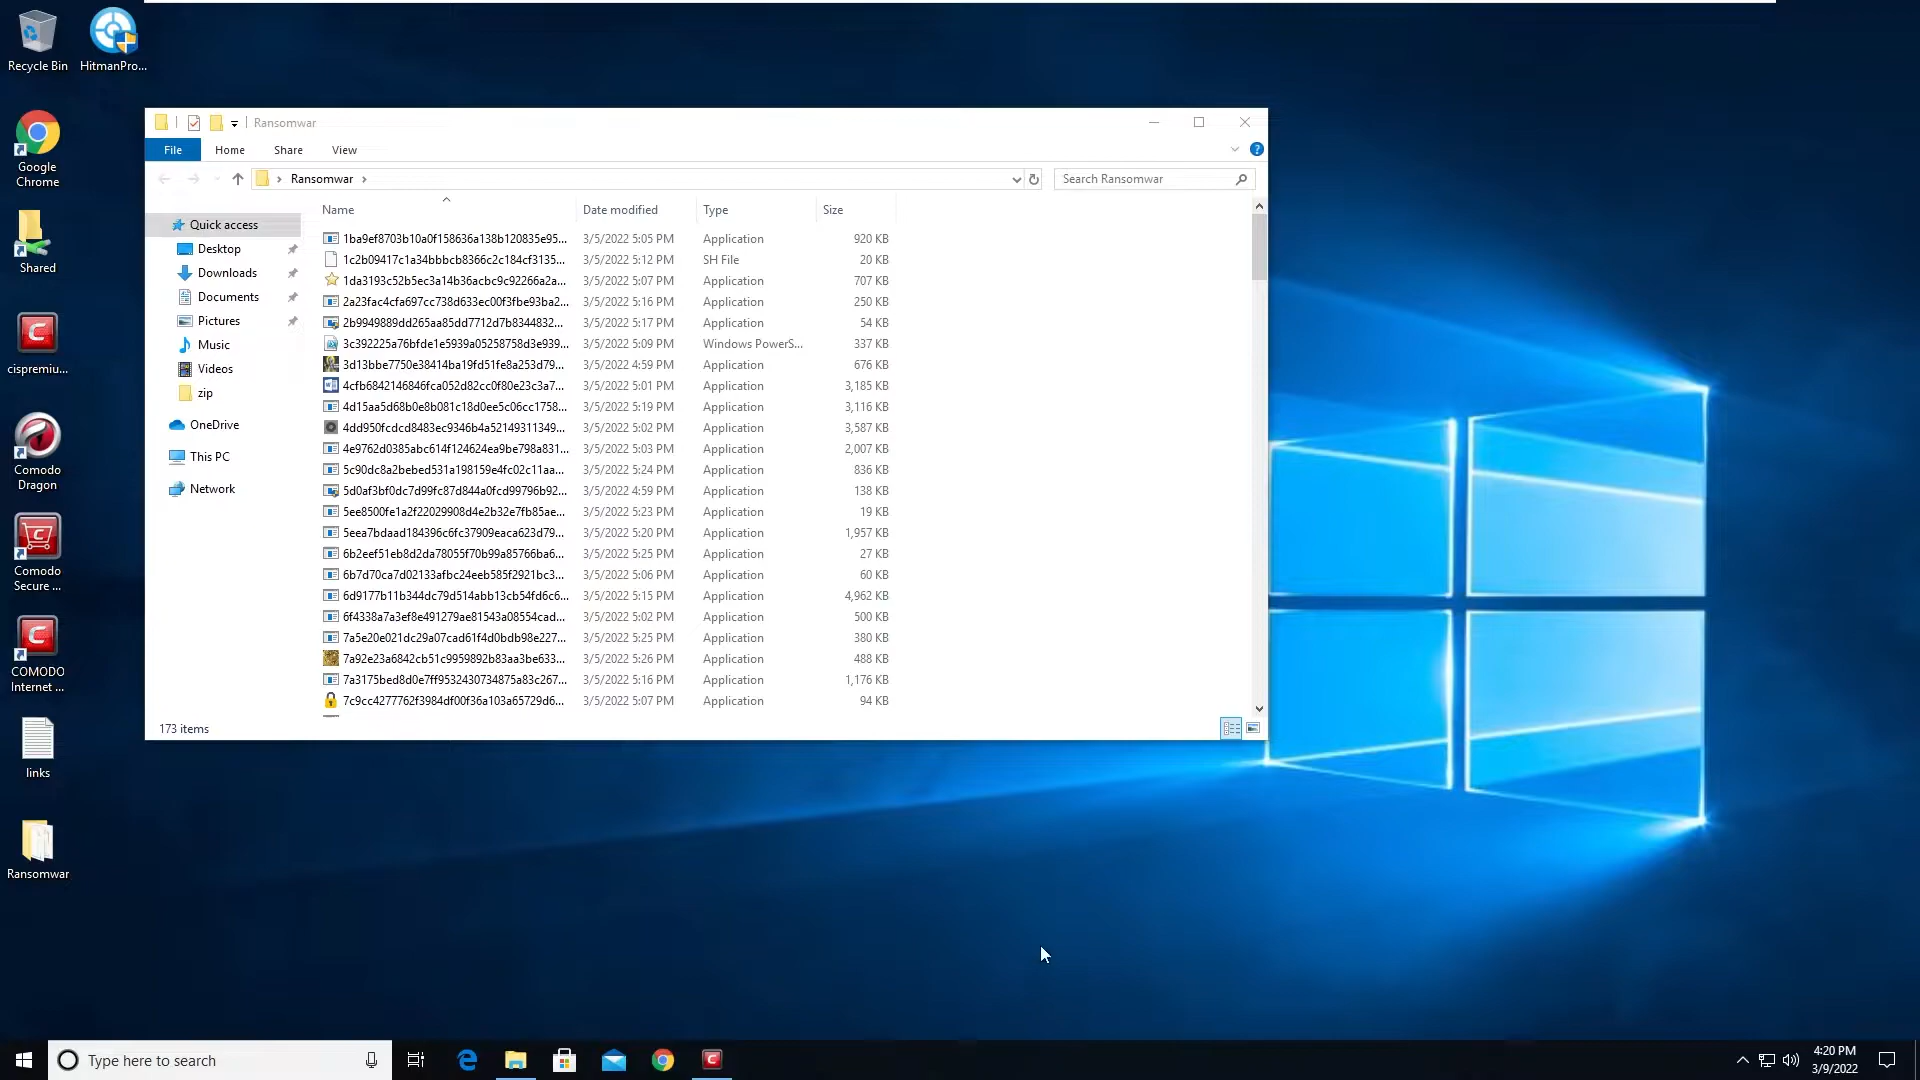 Recycle Bin
HitmanPro...
Google
Chrome
Shared
cispremiu...
Comodo
Dragon
Comodo
Secure ...
COMODO
Internet ...
links
Ransomwar
Ransomwar
File Home Share View
Ransomwar
Search Ransomwar
Quick access
Desktop
Downloads
Documents
Pictures
Music
Videos
zip
OneDrive
This PC
Network
Name Date modified Type Size
1ba9ef8703b10a0f158636a138b120835e95... 3/5/2022 5:05 PM Application 920 KB
1c2b09417c1a34bbbcb8366c2c184cf3135... 3/5/2022 5:12 PM SH File 20 KB
1da3193c52b5ec3a14b36acbc9c92266a2a... 3/5/2022 5:07 PM Application 707 KB
2a23fac4cfa697cc738d633ec00f3fbe93ba2... 3/5/2022 5:16 PM Application 250 KB
2b9949889dd265aa85dd7712d7b8344832... 3/5/2022 5:17 PM Application 54 KB
3c392225a76bfde1e5939a05258758d3e939... 3/5/2022 5:09 PM Windows PowerS... 337 KB
3d13bbe7750e38414ba19fd51fe8a253d79... 3/5/2022 4:59 PM Application 676 KB
4cfb6842146846fca052d82cc0f80e23c3a7... 3/5/2022 5:01 PM Application 3,185 KB
4d15aa5d68b0e8b081c18d0ee5c06cc1758... 3/5/2022 5:19 PM Application 3,116 KB
4dd950fcdcd8483ec9346b4a52149311349... 3/5/2022 5:02 PM Application 3,587 KB
4e9762d0385abc614f124624ea9be798a831... 3/5/2022 5:03 PM Application 2,007 KB
5c90dc8a2bebed531a198159e4fc02c11aa... 3/5/2022 5:24 PM Application 836 KB
5d0af3bf0dc7d99fc87d844a0fcd99796b92... 3/5/2022 4:59 PM Application 138 KB
5ee8500fe1a2f22029908d4e2b32e7fb85ae... 3/5/2022 5:23 PM Application 19 KB
5eea7bdaad184396c6fc37909eaca623d79... 3/5/2022 5:20 PM Application 1,957 KB
6b2eef51eb8d2da78055f70b99a85766ba6... 3/5/2022 5:25 PM Application 27 KB
6b7d70ca7d02133afbc24eeb585f2921bc3... 3/5/2022 5:06 PM Application 60 KB
6d9177b11b344dc79d514abb13cb54fd6c6... 3/5/2022 5:15 PM Application 4,962 KB
6f4338a7a3ef8e491279ae81543a08554cad... 3/5/2022 5:02 PM Application 500 KB
7a5e20e021dc29a07cad61f4d0bdb98e227... 3/5/2022 5:25 PM Application 380 KB
7a92e23a6842cb51c9959892b83aa3be633... 3/5/2022 5:26 PM Application 488 KB
7a3175bed8d0e7ff9532430734875a83c267... 3/5/2022 5:16 PM Application 1,176 KB
7c9cc4277762f3984df00f36a103a65729d6... 3/5/2022 5:07 PM Application 94 KB
173 items
Type here to search
4:20 PM
3/9/2022